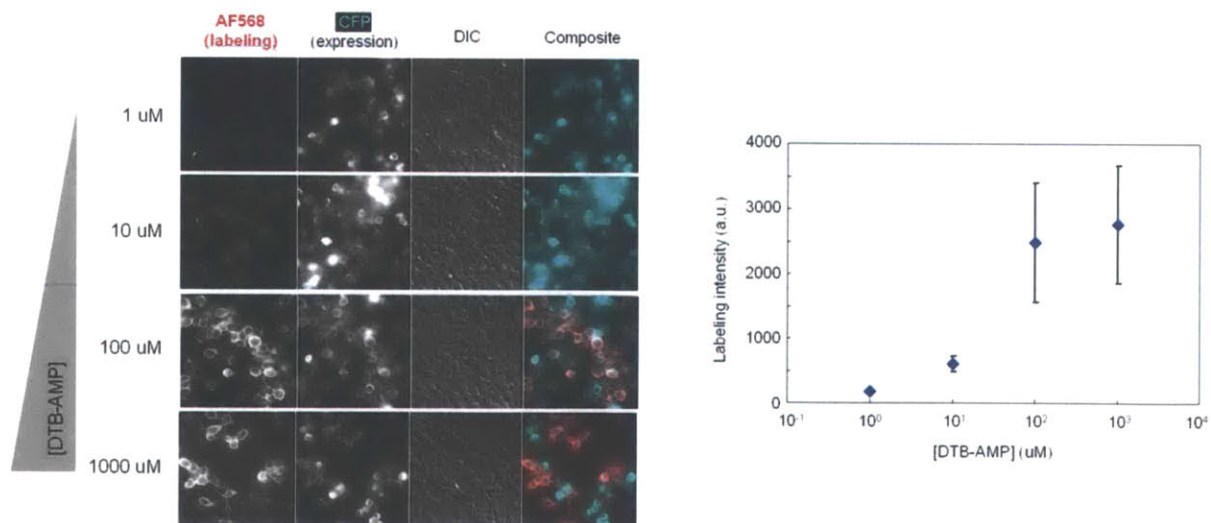 AF568
(labeling)
CFP
(expression)
DIC
Composite
1 uM
10 uM
100 uM
1000 uM
[DTB-AMP]
4000
3000
2000
1000
0
Labeling intensity (a.u.)
10⁻¹
10⁰
10¹
10²
10³
10⁴
[DTB-AMP] (uM)